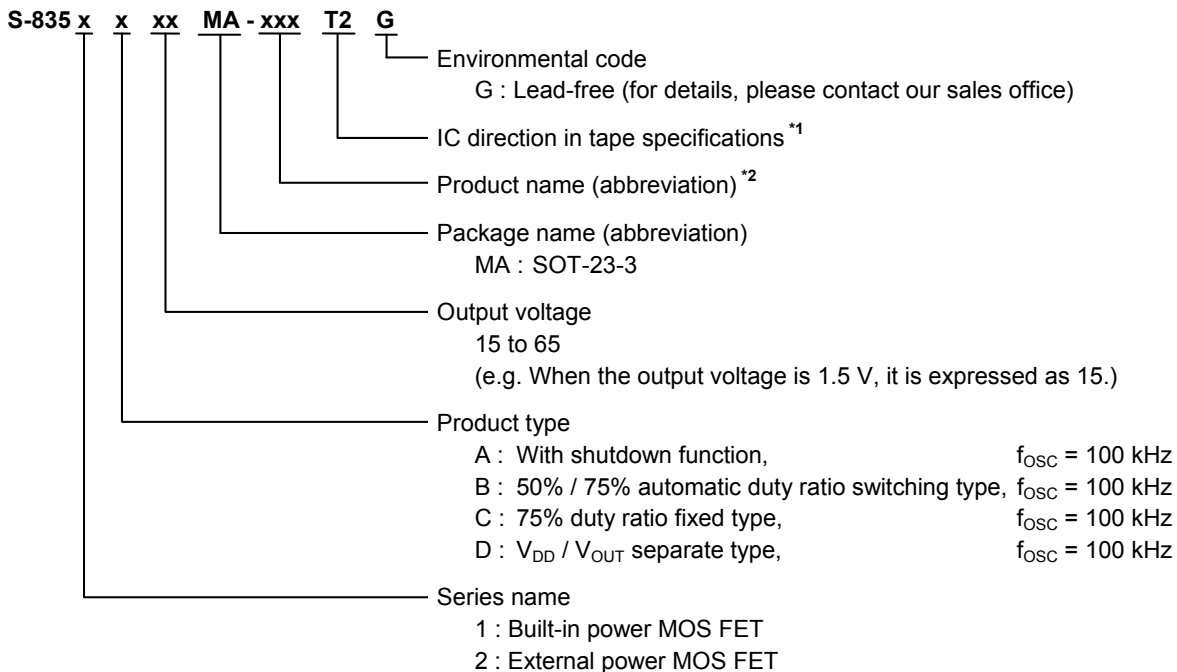 S-835 x x xx MA - xxx T2 G
Environmental code
G : Lead-free (for details, please contact our sales office)
IC direction in tape specifications *1
Product name (abbreviation) *2
Package name (abbreviation)
MA : SOT-23-3
Output voltage
15 to 65
(e.g. When the output voltage is 1.5 V, it is expressed as 15.)
Product type
A : With shutdown function, fOSC = 100 kHz
B : 50% / 75% automatic duty ratio switching type, fOSC = 100 kHz
C : 75% duty ratio fixed type, fOSC = 100 kHz
D : VDD / VOUT separate type, fOSC = 100 kHz
Series name
1 : Built-in power MOS FET
2 : External power MOS FET